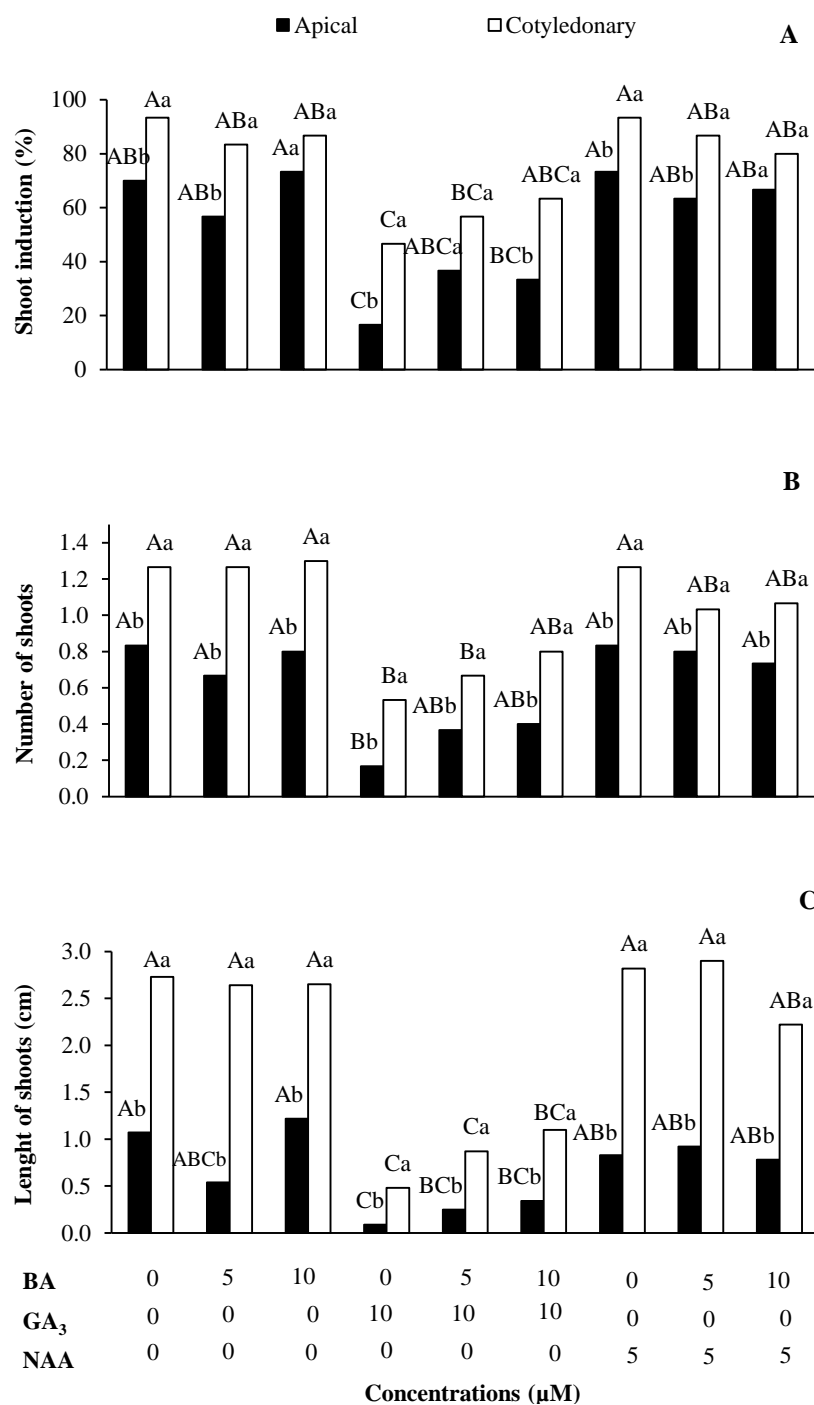 ■Apical □Cotyledonary
A
Shoot induction (%)
100
80
60
40
20
0
ABb Aa ABb ABa Aa ABa Cb Ca ABCa BCa BCb ABCa Ab Aa ABb ABa ABa ABa
B
Number of shoots
1.4
1.2
1.0
0.8
0.6
0.4
0.2
0.0
Ab Aa Ab Aa Ab Aa Bb Ba ABb Ba ABb ABa Ab Aa Ab ABa Ab ABa
C
Lenght of shoots (cm)
3.0
2.5
2.0
1.5
1.0
0.5
0.0
Ab Aa ABCb Aa Ab Aa Cb Ca BCb Ca BCb BCa ABb Aa ABb Aa ABb ABa
BA 0 5 10 0 5 10 0 5 10
GA₃ 0 0 0 10 10 10 0 0 0
NAA 0 0 0 0 0 0 5 5 5
Concentrations (µM)